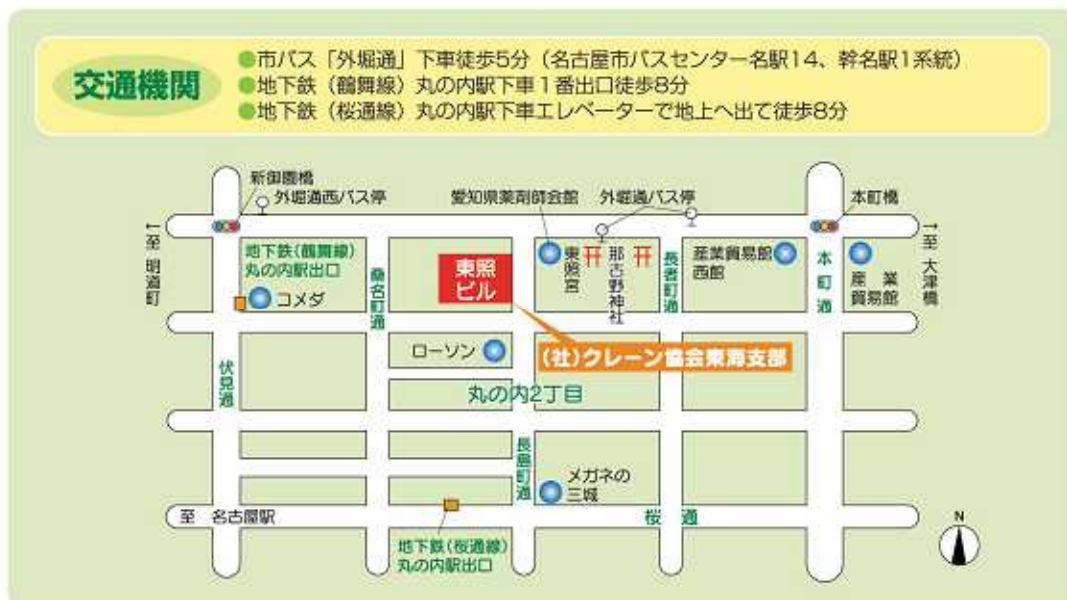 交通機関
●市バス「外堀通」下車徒歩5分（名古屋市バスセンター名駅14、幹名駅1系統）
●地下鉄（鶴舞線）丸の内駅下車1番出口徒歩8分
●地下鉄（桜通線）丸の内駅下車エレベーターで地上へ出て徒歩8分
新御園橋
外堀通西バス停
愛知県薬剤師会館
外堀通バス停
本町橋
←至 明道町
地下鉄(鶴舞線)
丸の内駅出口
コメダ
桑名町通
東照
ビル
東照宮
那古野神社
長者町通
産業貿易館
西館
本町通
産業
貿易館
←至 大津橋
伏見通
ローソン
(社)クレーン協会東海支部
丸の内2丁目
長島町通
メガネの
三城
至 名古屋駅
桜通
地下鉄(桜通線)
丸の内駅出口
N